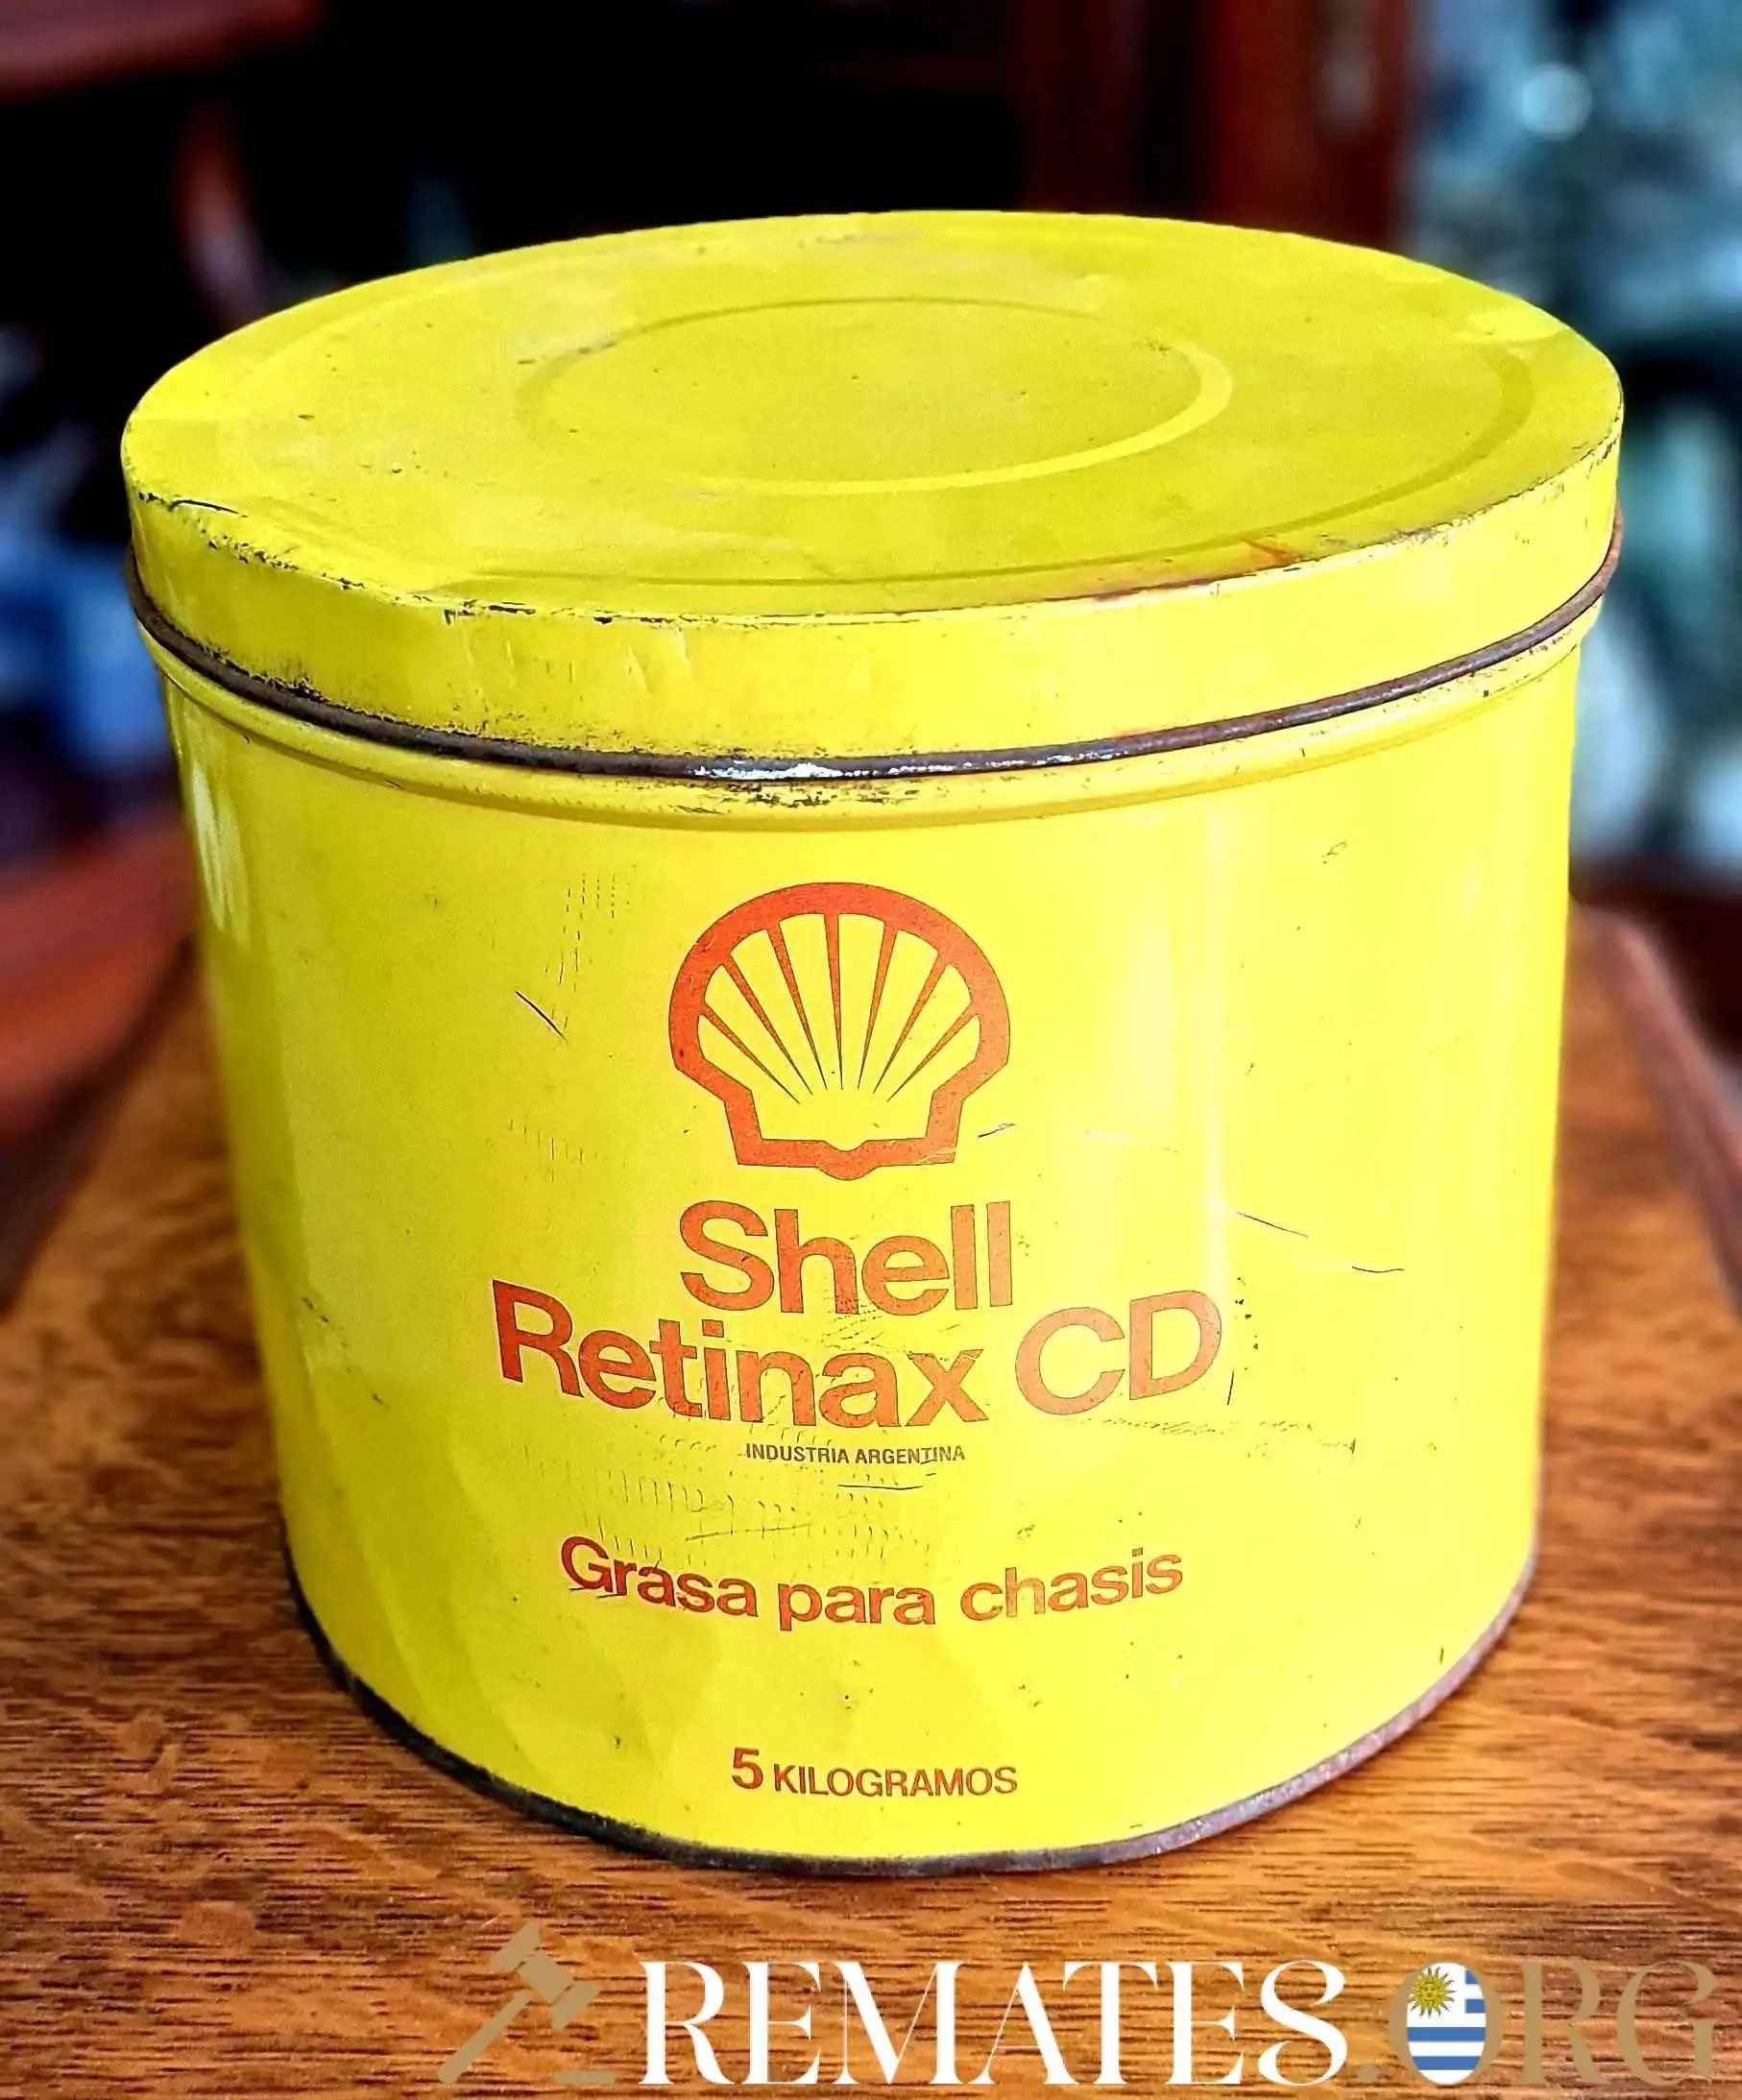 Shell
Retinax CD
INDUSTRIA ARGENTINA
Grasa para chasis
5 KILOGRAMOS
REMATES.ORG